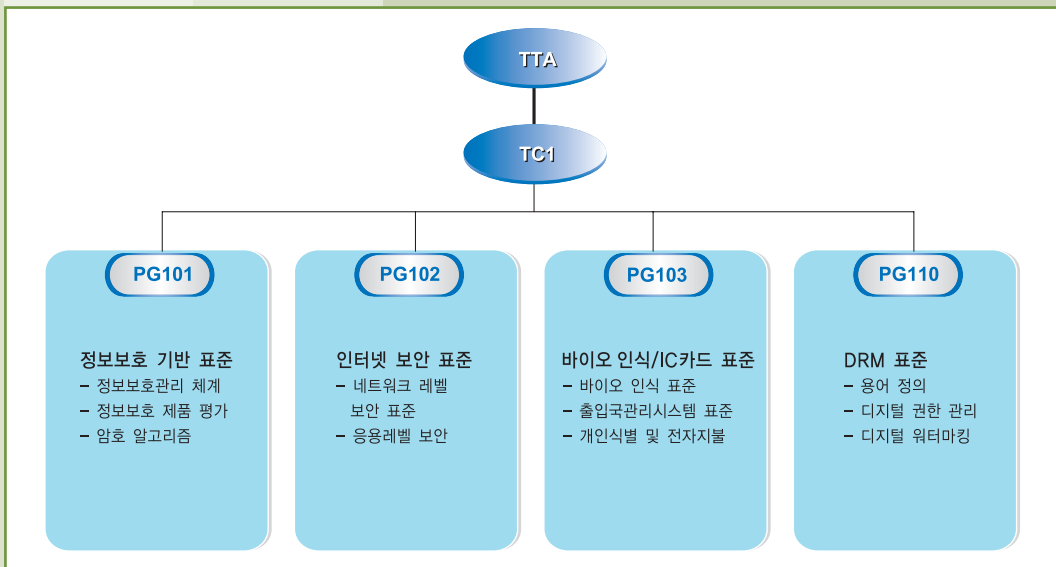 TTA
TC1
PG101
정보보호 기반 표준
– 정보보호관리 체계
– 정보보호 제품 평가
– 암호 알고리즘
PG102
인터넷 보안 표준
– 네트워크 레벨
보안 표준
– 응용레벨 보안
PG103
바이오 인식/IC카드 표준
– 바이오 인식 표준
– 출입국관리시스템 표준
– 개인식별 및 전자지불
PG110
DRM 표준
– 용어 정의
– 디지털 권한 관리
– 디지털 워터마킹